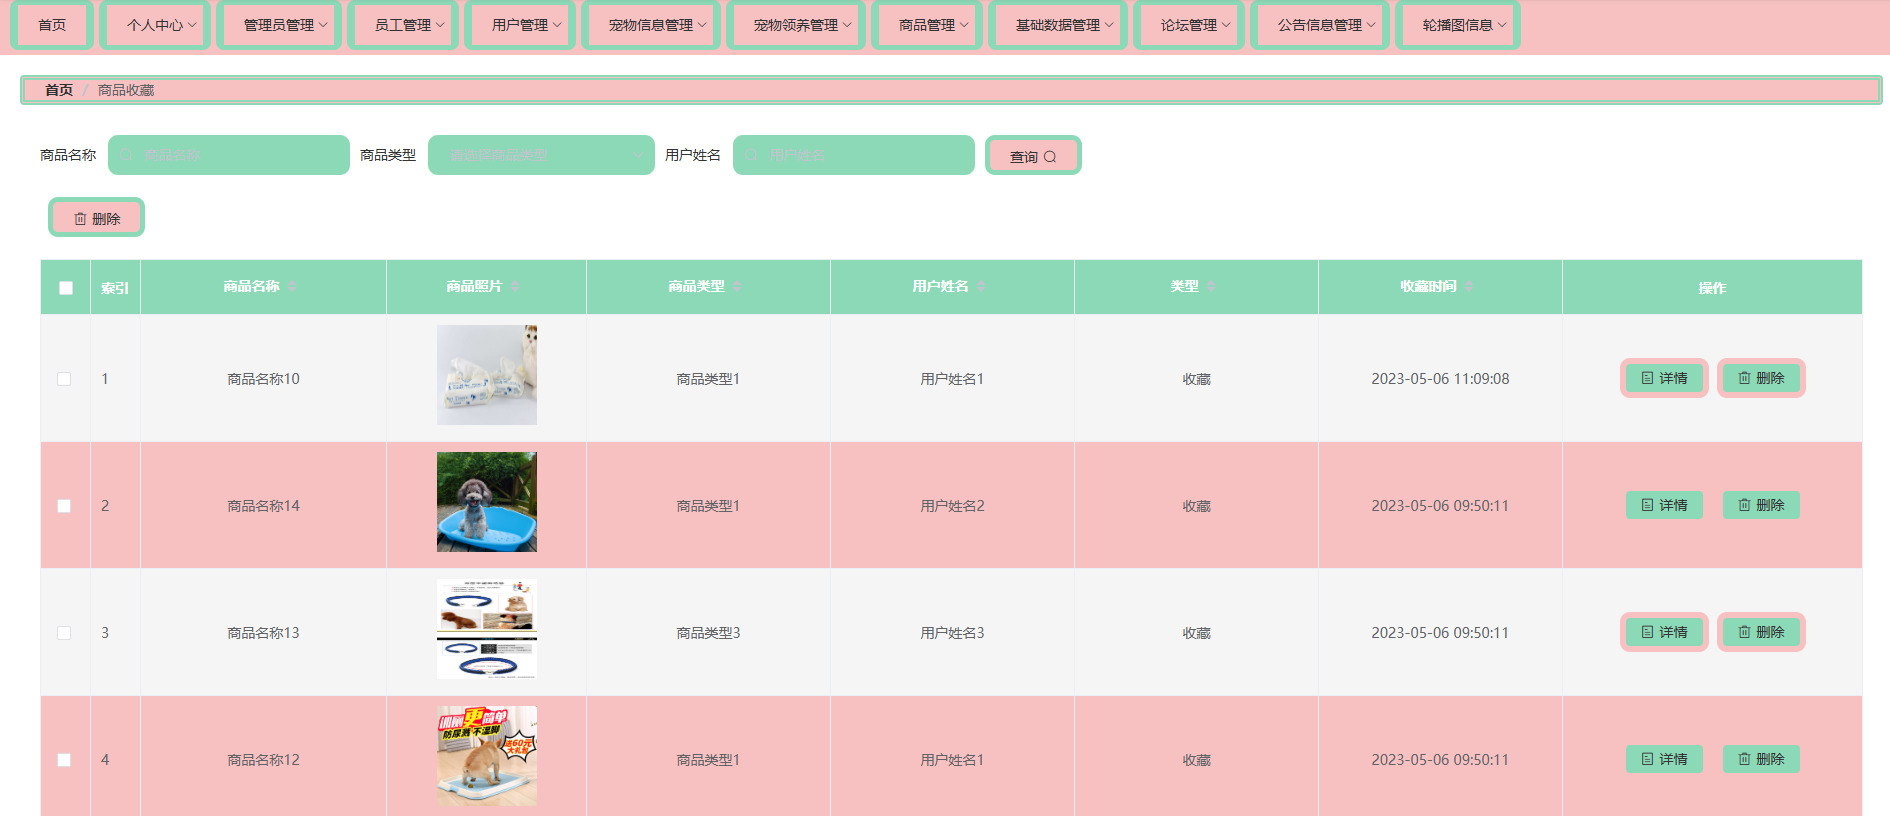 首页 个人中心 管理员管理 员工管理 用户管理 宠物信息管理 宠物领养管理 商品管理 基础数据管理 论坛管理 公告信息管理 轮播图信息
首页 / 商品收藏
商品名称 商品名称 商品类型 请选择商品类型 用户姓名 用户姓名 查询
删除
索引 商品名称 商品照片 商品类型 用户姓名 类型 收藏时间 操作
1 商品名称10 商品类型1 用户姓名1 收藏 2023-05-06 11:09:08 详情 删除
2 商品名称14 商品类型1 用户姓名2 收藏 2023-05-06 09:50:11 详情 删除
3 商品名称13 商品类型3 用户姓名3 收藏 2023-05-06 09:50:11 详情 删除
训厕更简单
防尿溅 不湿脚
送60元
大礼包
4 商品名称12 商品类型1 用户姓名1 收藏 2023-05-06 09:50:11 详情 删除